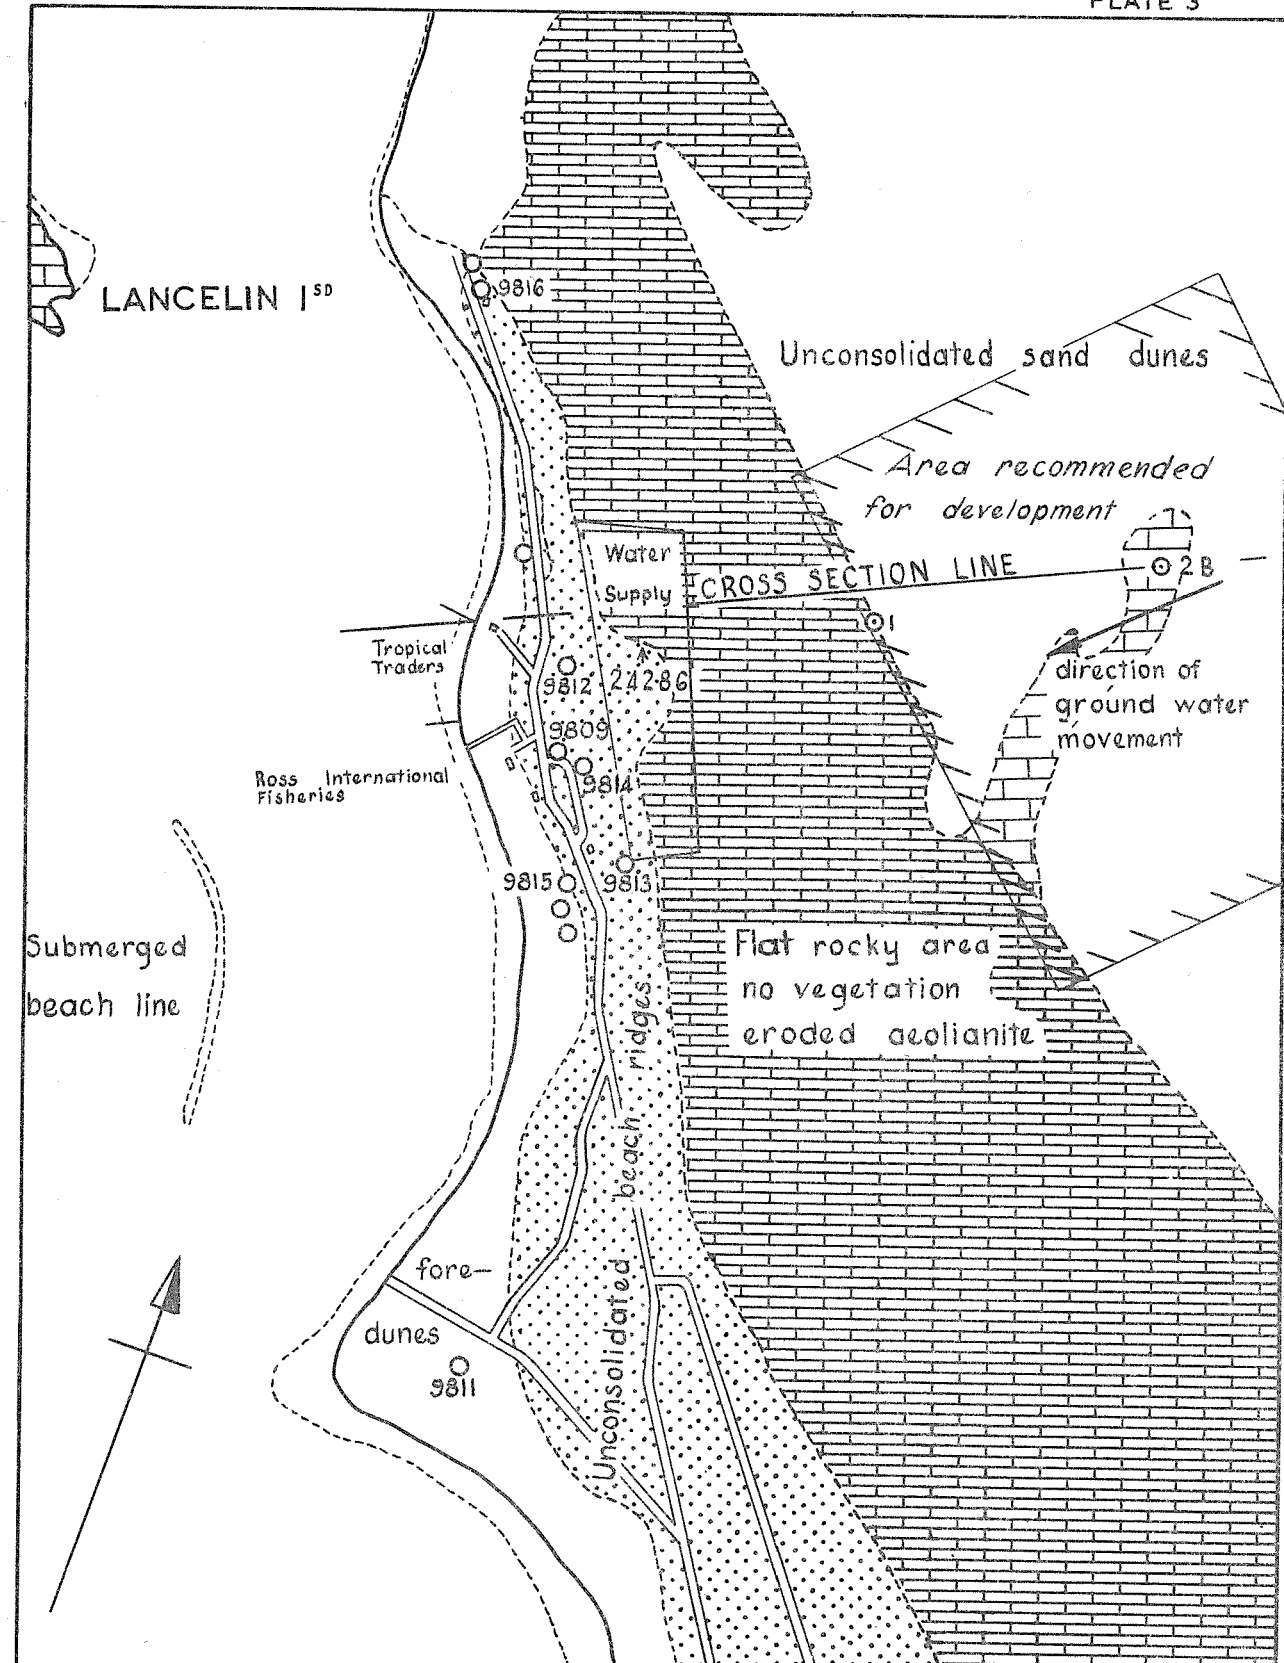 PLATE 3
LANCELIN ISD
9816
Unconsolidated sand dunes
Area recommended
for development
Water
Supply
CROSS SECTION LINE
2B
1
Tropical
Traders
9812
24286
direction of
ground water
movement
9809
9814
Ross International
Fisheries
9815
9813
Submerged
beach line
Flat rocky area
no vegetation
eroded aeolianite
Unconsolidated beach ridges
fore-
dunes
9811